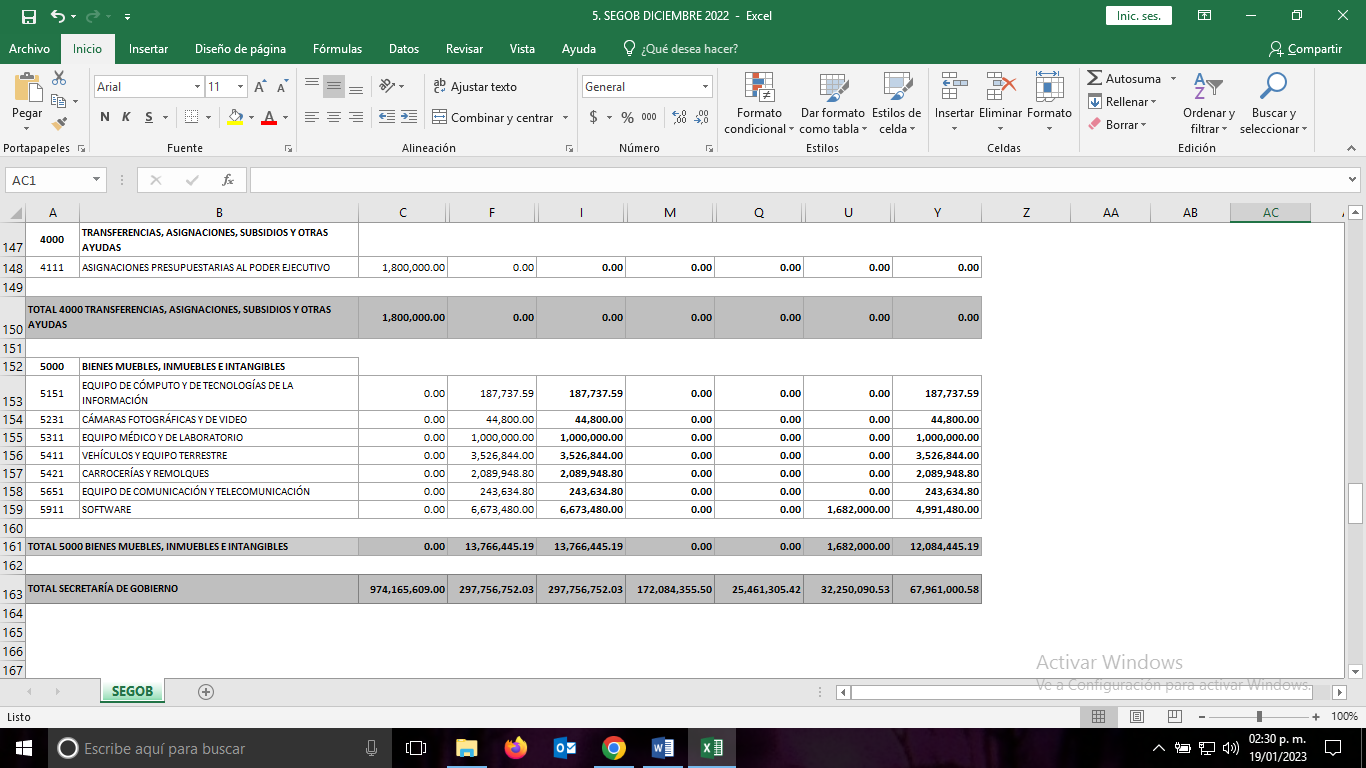 5. SEGOB DICIEMBRE 2022 - Excel
Inic. ses.
Archivo Inicio Insertar Diseño de página Fórmulas Datos Revisar Vista Ayuda ¿Qué desea hacer? Compartir
Pegar
Arial 11
N K S
Ajustar texto
Combinar y centrar
General
$ % 000
Formato condicional
Dar formato como tabla
Estilos de celda
Insertar Eliminar Formato
Autosuma
Rellenar
Borrar
Ordenar y filtrar
Buscar y seleccionar
Portapapeles Fuente Alineación Número Estilos Celdas Edición
AC1 fx
A B C F I M Q U Y Z AA AB AC
147 4000 TRANSFERENCIAS, ASIGNACIONES, SUBSIDIOS Y OTRAS
AYUDAS
148 4111 ASIGNACIONES PRESUPUESTARIAS AL PODER EJECUTIVO 1,800,000.00 0.00 0.00 0.00 0.00 0.00 0.00
149
150 TOTAL 4000 TRANSFERENCIAS, ASIGNACIONES, SUBSIDIOS Y OTRAS
AYUDAS 1,800,000.00 0.00 0.00 0.00 0.00 0.00 0.00
151
152 5000 BIENES MUEBLES, INMUEBLES E INTANGIBLES
153 5151 EQUIPO DE CÓMPUTO Y DE TECNOLOGÍAS DE LA
INFORMACIÓN 0.00 187,737.59 187,737.59 0.00 0.00 0.00 187,737.59
154 5231 CÁMARAS FOTOGRÁFICAS Y DE VIDEO 0.00 44,800.00 44,800.00 0.00 0.00 0.00 44,800.00
155 5311 EQUIPO MÉDICO Y DE LABORATORIO 0.00 1,000,000.00 1,000,000.00 0.00 0.00 0.00 1,000,000.00
156 5411 VEHÍCULOS Y EQUIPO TERRESTRE 0.00 3,526,844.00 3,526,844.00 0.00 0.00 0.00 3,526,844.00
157 5421 CARROCERÍAS Y REMOLQUES 0.00 2,089,948.80 2,089,948.80 0.00 0.00 0.00 2,089,948.80
158 5651 EQUIPO DE COMUNICACIÓN Y TELECOMUNICACIÓN 0.00 243,634.80 243,634.80 0.00 0.00 0.00 243,634.80
159 5911 SOFTWARE 0.00 6,673,480.00 6,673,480.00 0.00 0.00 1,682,000.00 4,991,480.00
160
161 TOTAL 5000 BIENES MUEBLES, INMUEBLES E INTANGIBLES 0.00 13,766,445.19 13,766,445.19 0.00 0.00 1,682,000.00 12,084,445.19
162
163 TOTAL SECRETARÍA DE GOBIERNO 974,165,609.00 297,756,752.03 297,756,752.03 172,084,355.50 25,461,305.42 32,250,090.53 67,961,000.58
164
165
166
167
Activar Windows
Ve a Configuración para activar Windows.
SEGOB
Listo 100%
Escribe aquí para buscar
02:30 p. m.
19/01/2023